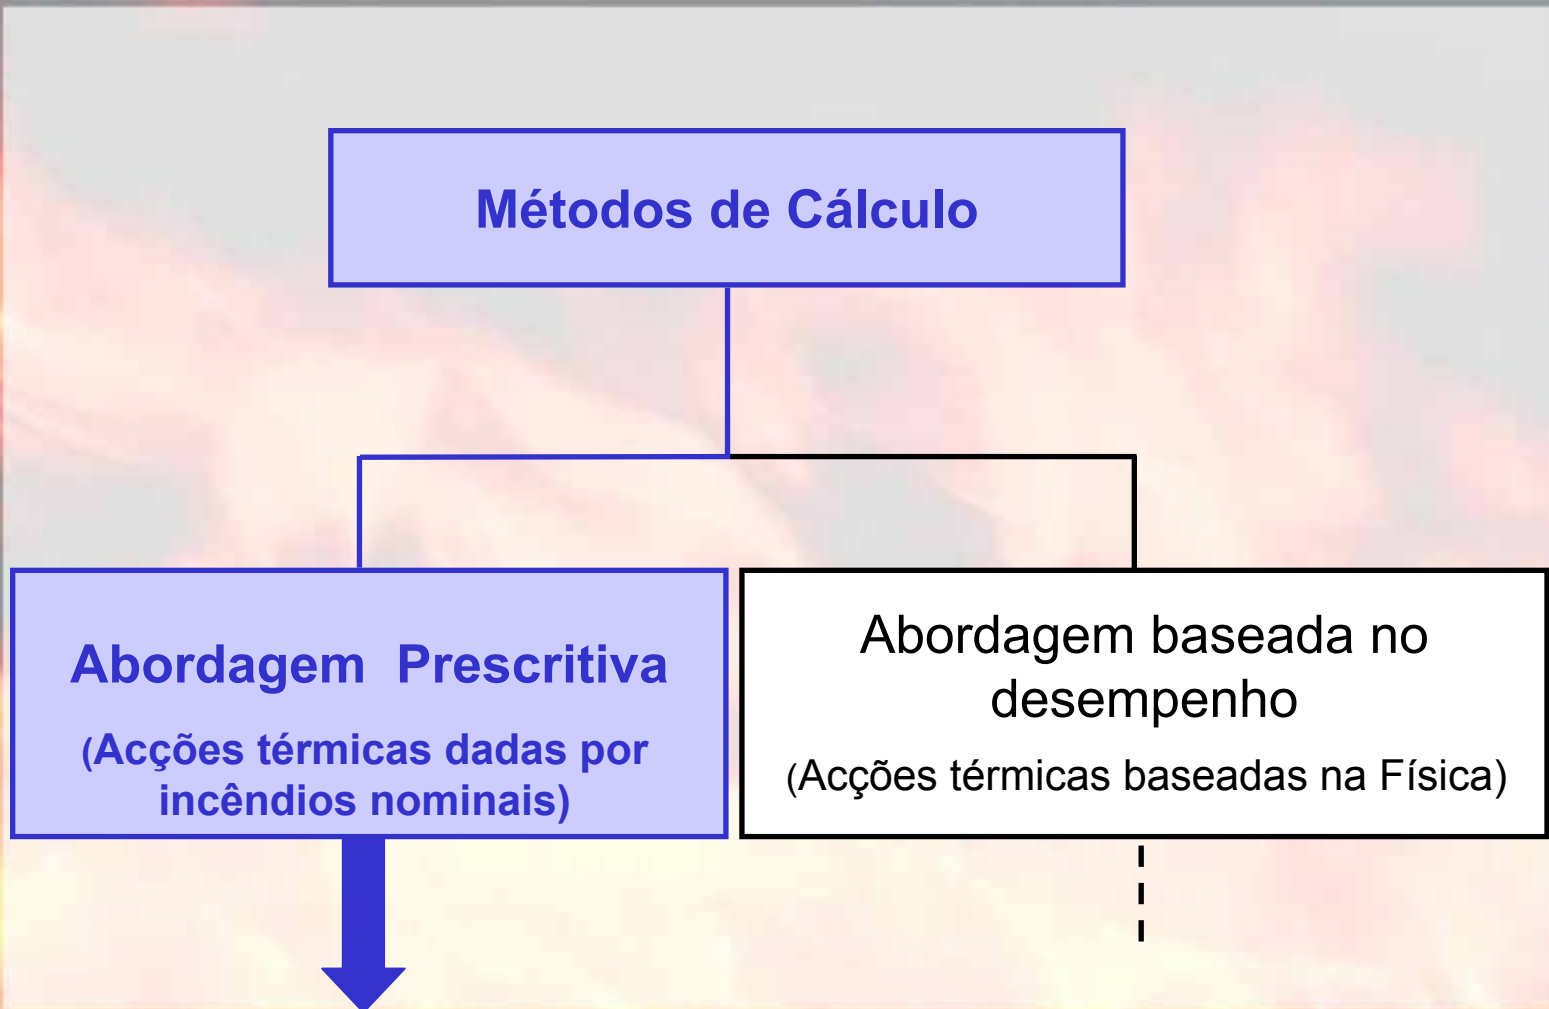 Métodos de Cálculo
Abordagem Prescritiva
(Acções térmicas dadas por
incêndios nominais)
Abordagem baseada no
desempenho
(Acções térmicas baseadas na Física)